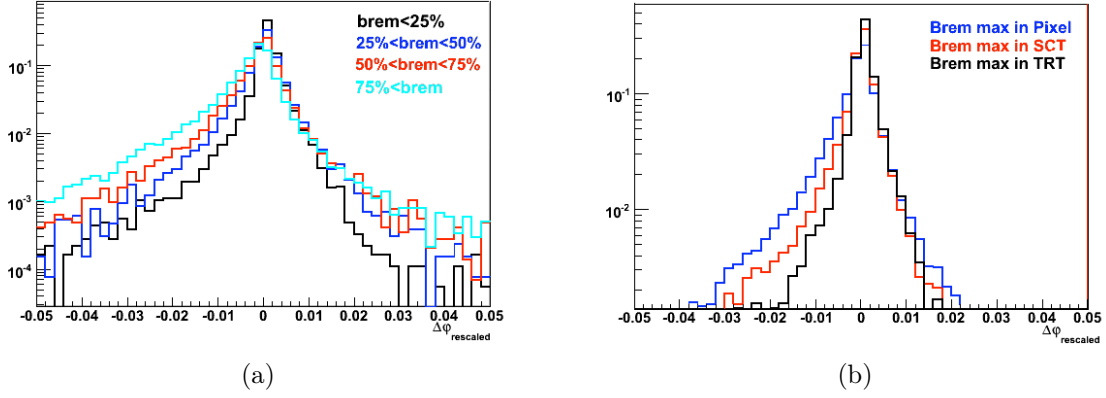 brem<25%
25%<brem<50%
50%<brem<75%
75%<brem
10⁻¹
10⁻²
10⁻³
10⁻⁴
-0.05 -0.04 -0.03 -0.02 -0.01 0 0.01 0.02 0.03 0.04 0.05
Δφrescaled
(a)
Brem max in Pixel
Brem max in SCT
Brem max in TRT
10⁻¹
10⁻²
-0.05 -0.04 -0.03 -0.02 -0.01 0 0.01 0.02 0.03 0.04 0.05
Δφrescaled
(b)